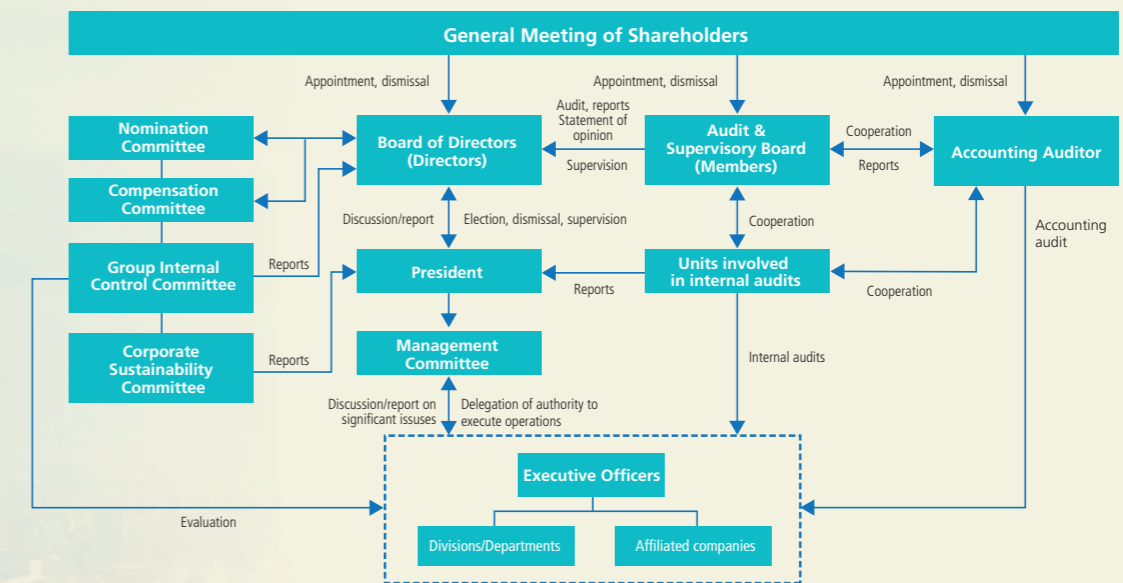 General Meeting of Shareholders
Appointment, dismissal
Appointment, dismissal
Appointment, dismissal
Nomination
Committee
Board of Directors
(Directors)
Audit, reports
Statement of
opinion
Supervision
Audit &
Supervisory Board
(Members)
Cooperation
Reports
Accounting Auditor
Compensation
Committee
Discussion/report
Election, dismissal, supervision
Cooperation
Accounting
audit
Group Internal
Control Committee
Reports
President
Reports
Units involved
in internal audits
Cooperation
Corporate
Sustainability
Committee
Reports
Management
Committee
Internal audits
Discussion/report on
significant issuses
Delegation of authority to
execute operations
Executive Officers
Evaluation
Divisions/Departments
Affiliated companies